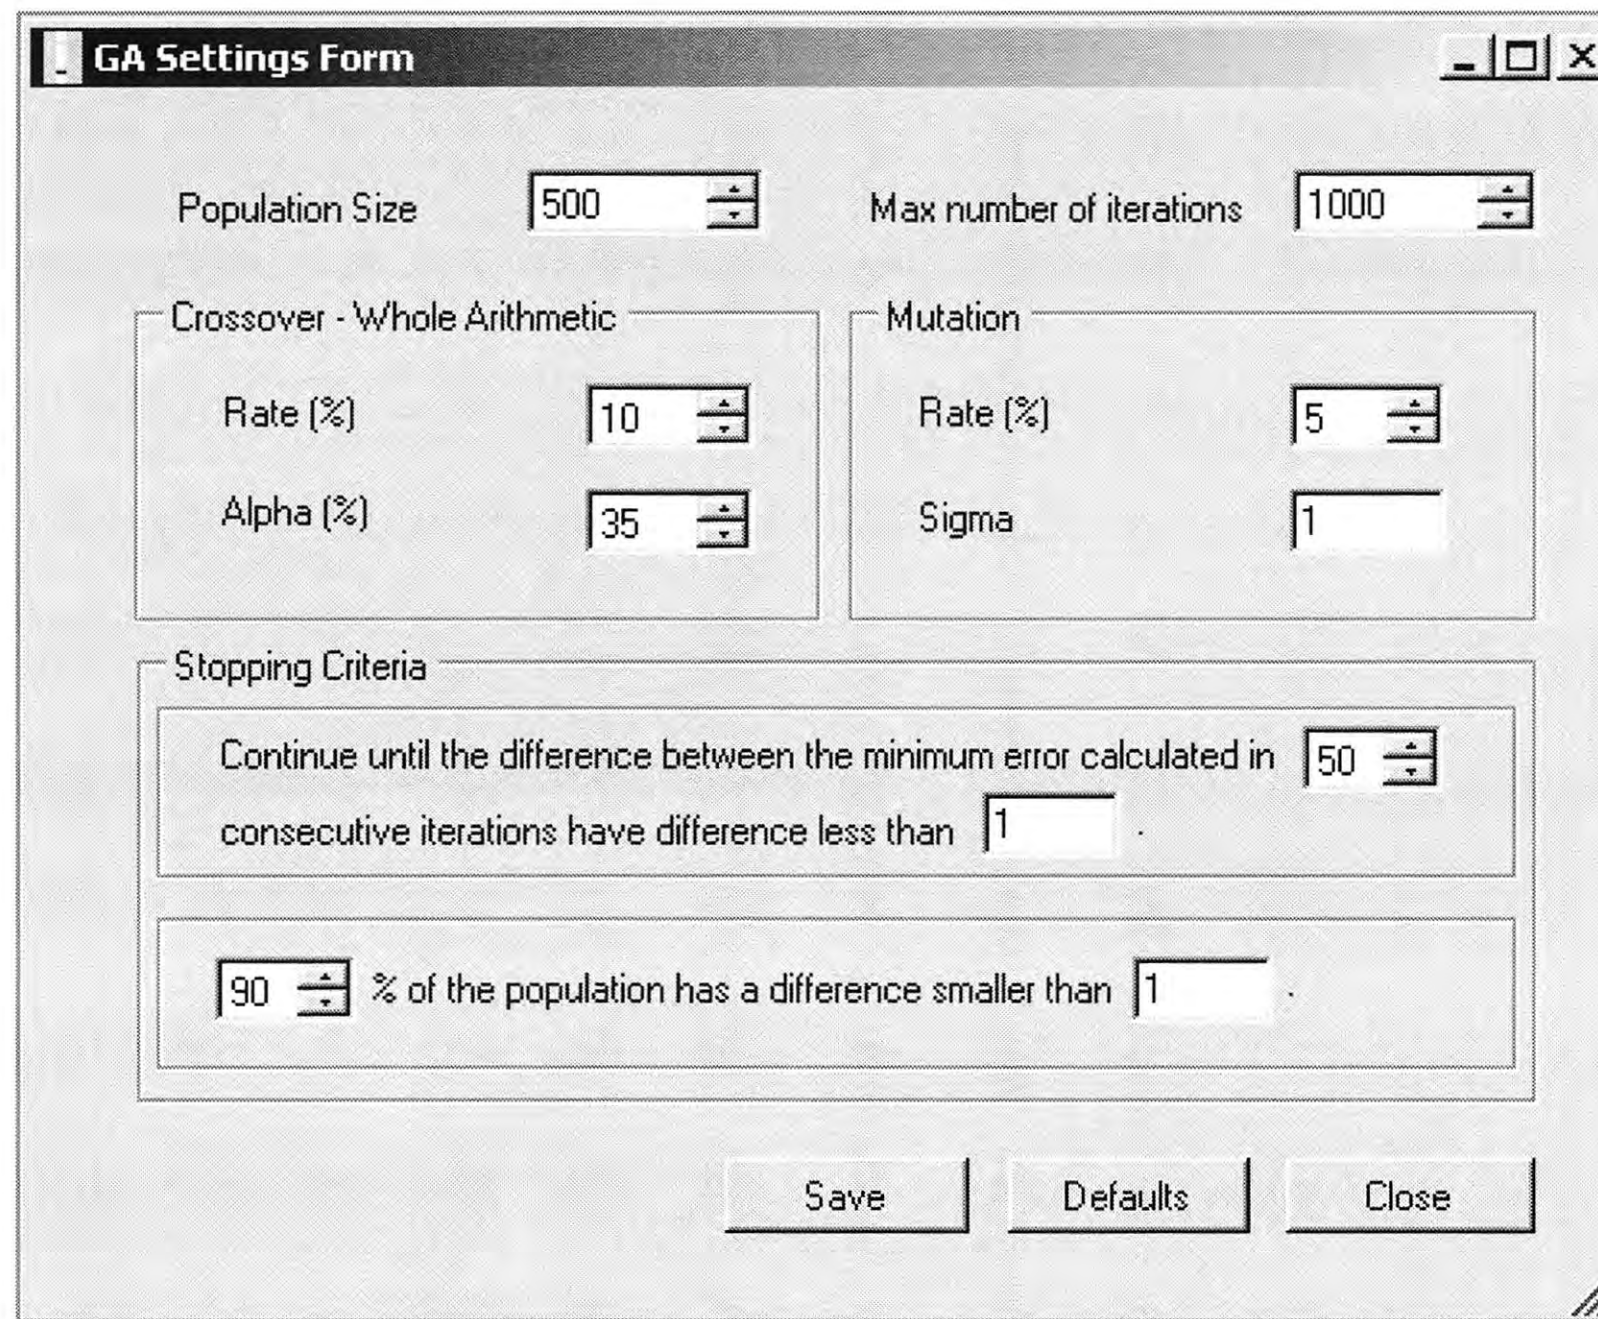 GA Settings Form
Population Size 500 Max number of iterations 1000
Crossover - Whole Arithmetic Mutation
Rate (%) 10 Rate (%) 5
Alpha (%) 35 Sigma 1
Stopping Criteria
Continue until the difference between the minimum error calculated in 50
consecutive iterations have difference less than 1 .
90 % of the population has a difference smaller than 1 .
Save Defaults Close